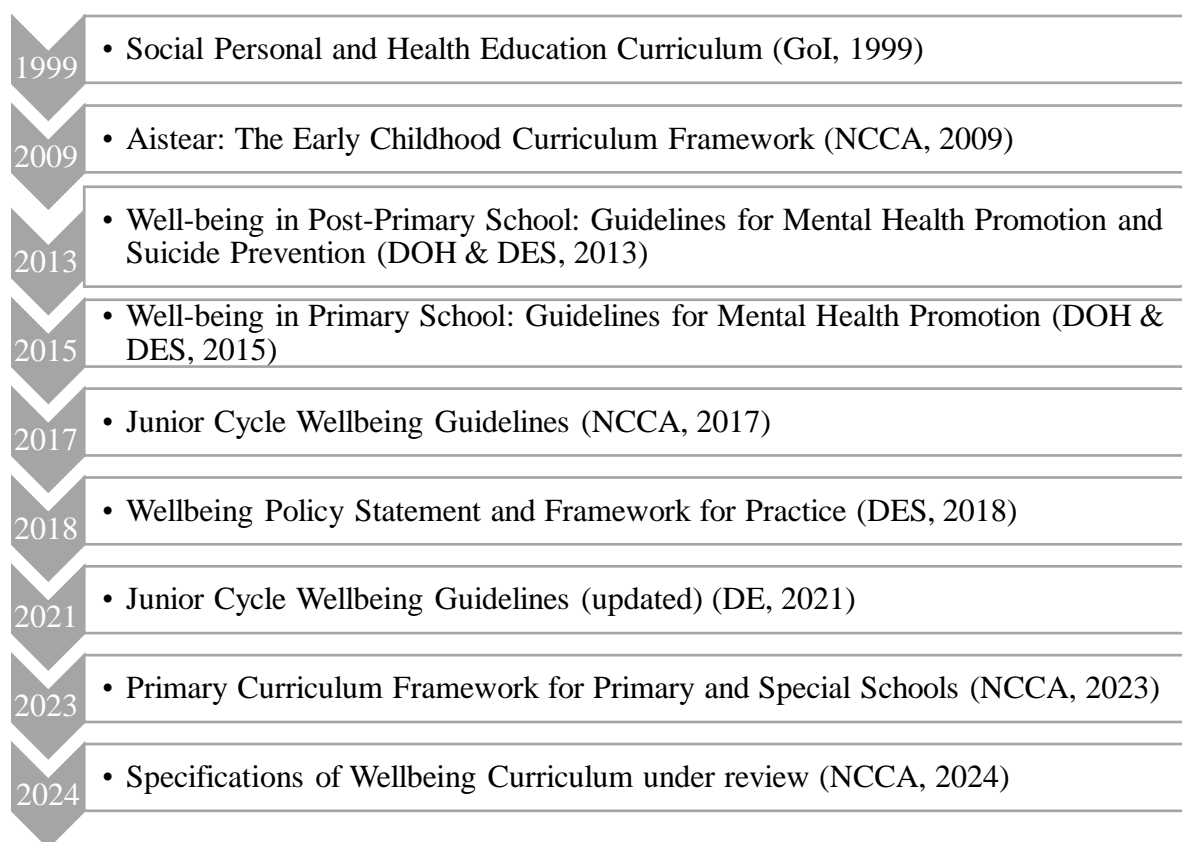 1999
• Social Personal and Health Education Curriculum (GoI, 1999)
2009
• Aistear: The Early Childhood Curriculum Framework (NCCA, 2009)
2013
• Well-being in Post-Primary School: Guidelines for Mental Health Promotion and
Suicide Prevention (DOH & DES, 2013)
2015
• Well-being in Primary School: Guidelines for Mental Health Promotion (DOH &
DES, 2015)
2017
• Junior Cycle Wellbeing Guidelines (NCCA, 2017)
2018
• Wellbeing Policy Statement and Framework for Practice (DES, 2018)
2021
• Junior Cycle Wellbeing Guidelines (updated) (DE, 2021)
2023
• Primary Curriculum Framework for Primary and Special Schools (NCCA, 2023)
2024
• Specifications of Wellbeing Curriculum under review (NCCA, 2024)